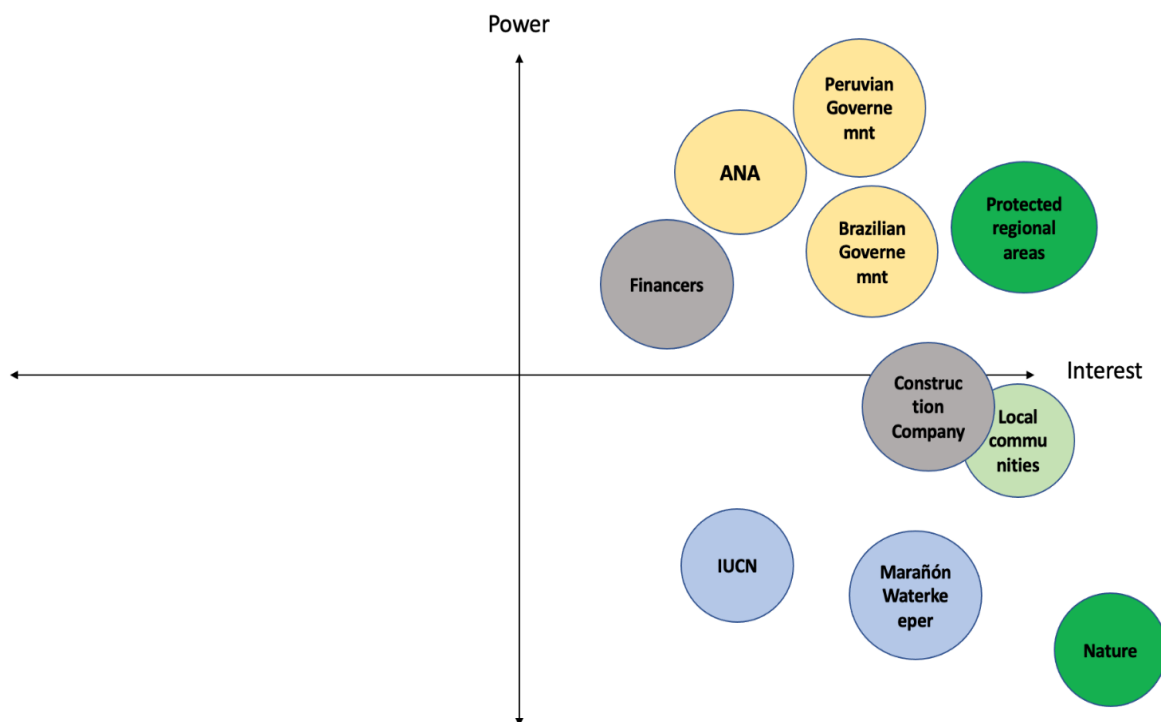 Power
Peruvian
Governe
mnt
ANA
Protected
regional
areas
Brazilian
Governe
mnt
Financers
Interest
Construc
tion
Company
Local
commu
nities
IUCN
Marañón
Waterke
eper
Nature